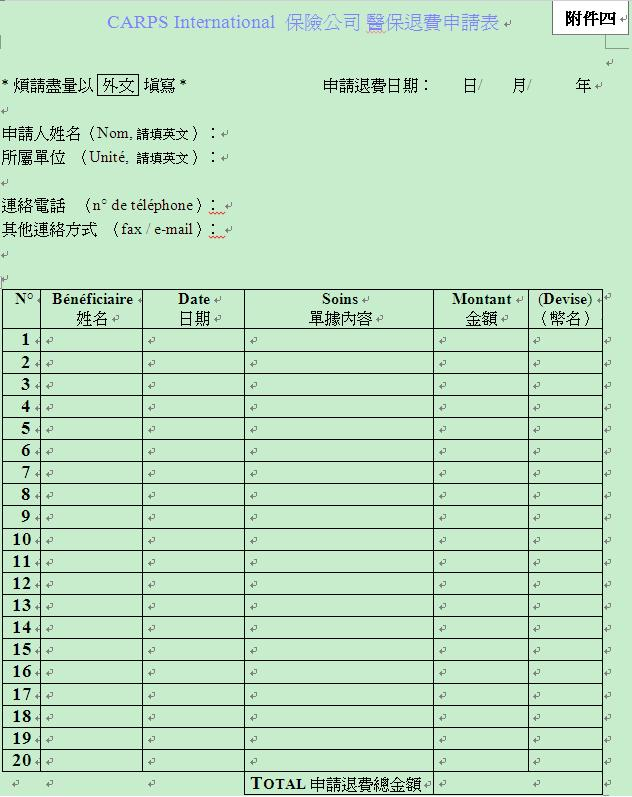 附件四
CARPS International 保險公司 醫保退費申請表
* 煩請盡量以 外文 填寫 * 申請退費日期： 日/ 月/ 年
申請人姓名（Nom, 請填英文）：
所屬單位 （Unité, 請填英文）：
連絡電話 （n° de téléphone）：
其他連絡方式 （fax / e-mail）：
N° Bénéficiaire Date Soins Montant (Devise)
姓名 日期 單據內容 金額 （幣名）
1
2
3
4
5
6
7
8
9
10
11
12
13
14
15
16
17
18
19
20
TOTAL 申請退費總金額